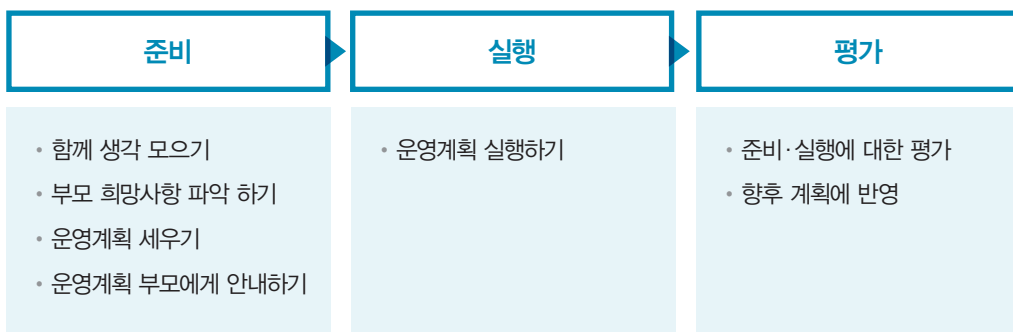 준비
실행
평가
• 함께 생각 모으기
• 부모 희망사항 파악 하기
• 운영계획 세우기
• 운영계획 부모에게 안내하기
• 운영계획 실행하기
• 준비·실행에 대한 평가
• 향후 계획에 반영